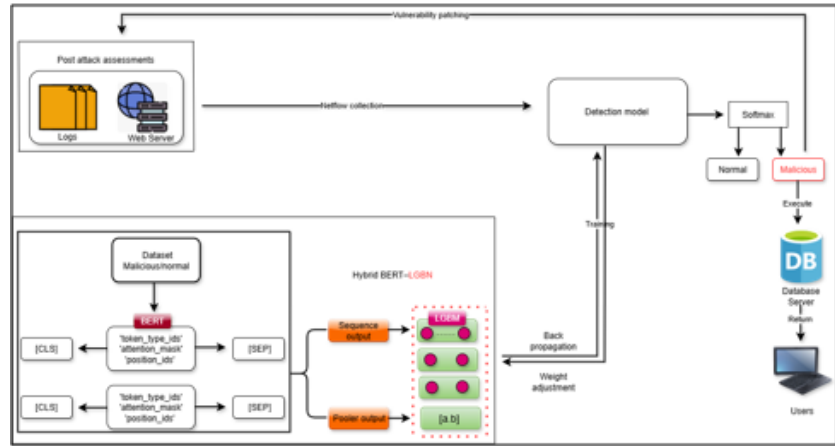 Vulnerability patching
Post attack assessments
Logs
Web Server
Netflow collection
Detection model
Softmax
Normal
Malicious
Execute
DB
Database
Server
Return
Users
Training
Back
propagation
Weight
adjustment
Hybrid BERT–LGBN
Dataset
Malicious/normal
BERT
[CLS]
'token_type_ids'
'attention_mask'
'position_ids'
[SEP]
[CLS]
'token_type_ids'
'attention_mask'
'position_ids'
[SEP]
Sequence
output
Pooler output
LGBM
[a.b]